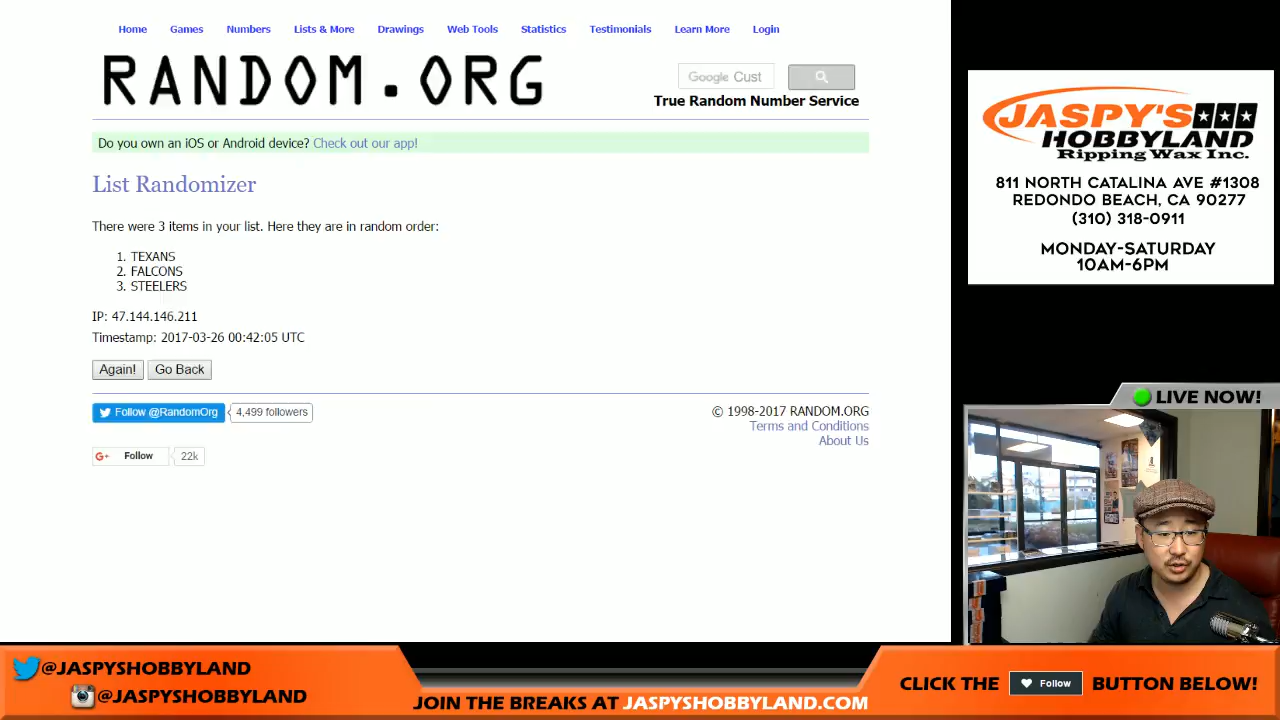 Home Games Numbers Lists & More Drawings Web Tools Statistics Testimonials Learn More Login
RANDOM.ORG
Google Cust
True Random Number Service
Do you own an iOS or Android device? Check out our app!
List Randomizer
There were 3 items in your list. Here they are in random order:
1. TEXANS
2. FALCONS
3. STEELERS
IP: 47.144.146.211
Timestamp: 2017-03-26 00:42:05 UTC
Again! Go Back
Follow @RandomOrg 4,499 followers
G+ Follow 22k
© 1998-2017 RANDOM.ORG
Terms and Conditions
About Us
JASPY'S
HOBBYLAND
Ripping Wax Inc.
811 NORTH CATALINA AVE #1308
REDONDO BEACH, CA 90277
(310) 318-0911
MONDAY-SATURDAY
10AM-6PM
LIVE NOW!
@JASPYSHOBBYLAND
@JASPYSHOBBYLAND
JOIN THE BREAKS AT JASPYSHOBBYLAND.COM
CLICK THE Follow BUTTON BELOW!